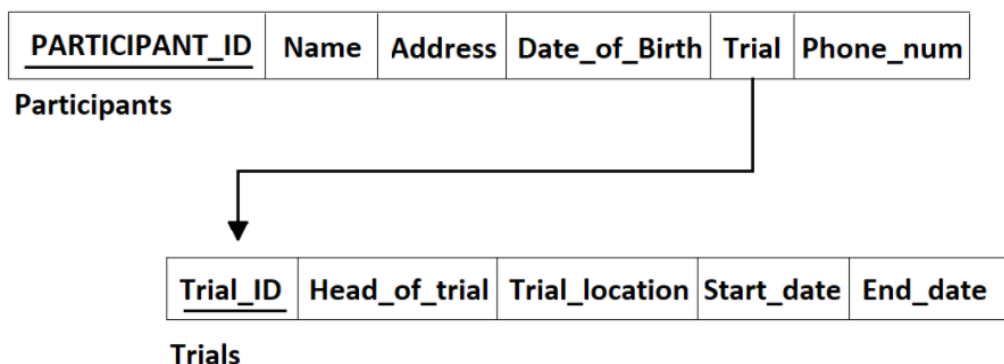 PARTICIPANT_ID Name Address Date_of_Birth Trial Phone_num
Participants
Trial_ID Head_of_trial Trial_location Start_date End_date
Trials